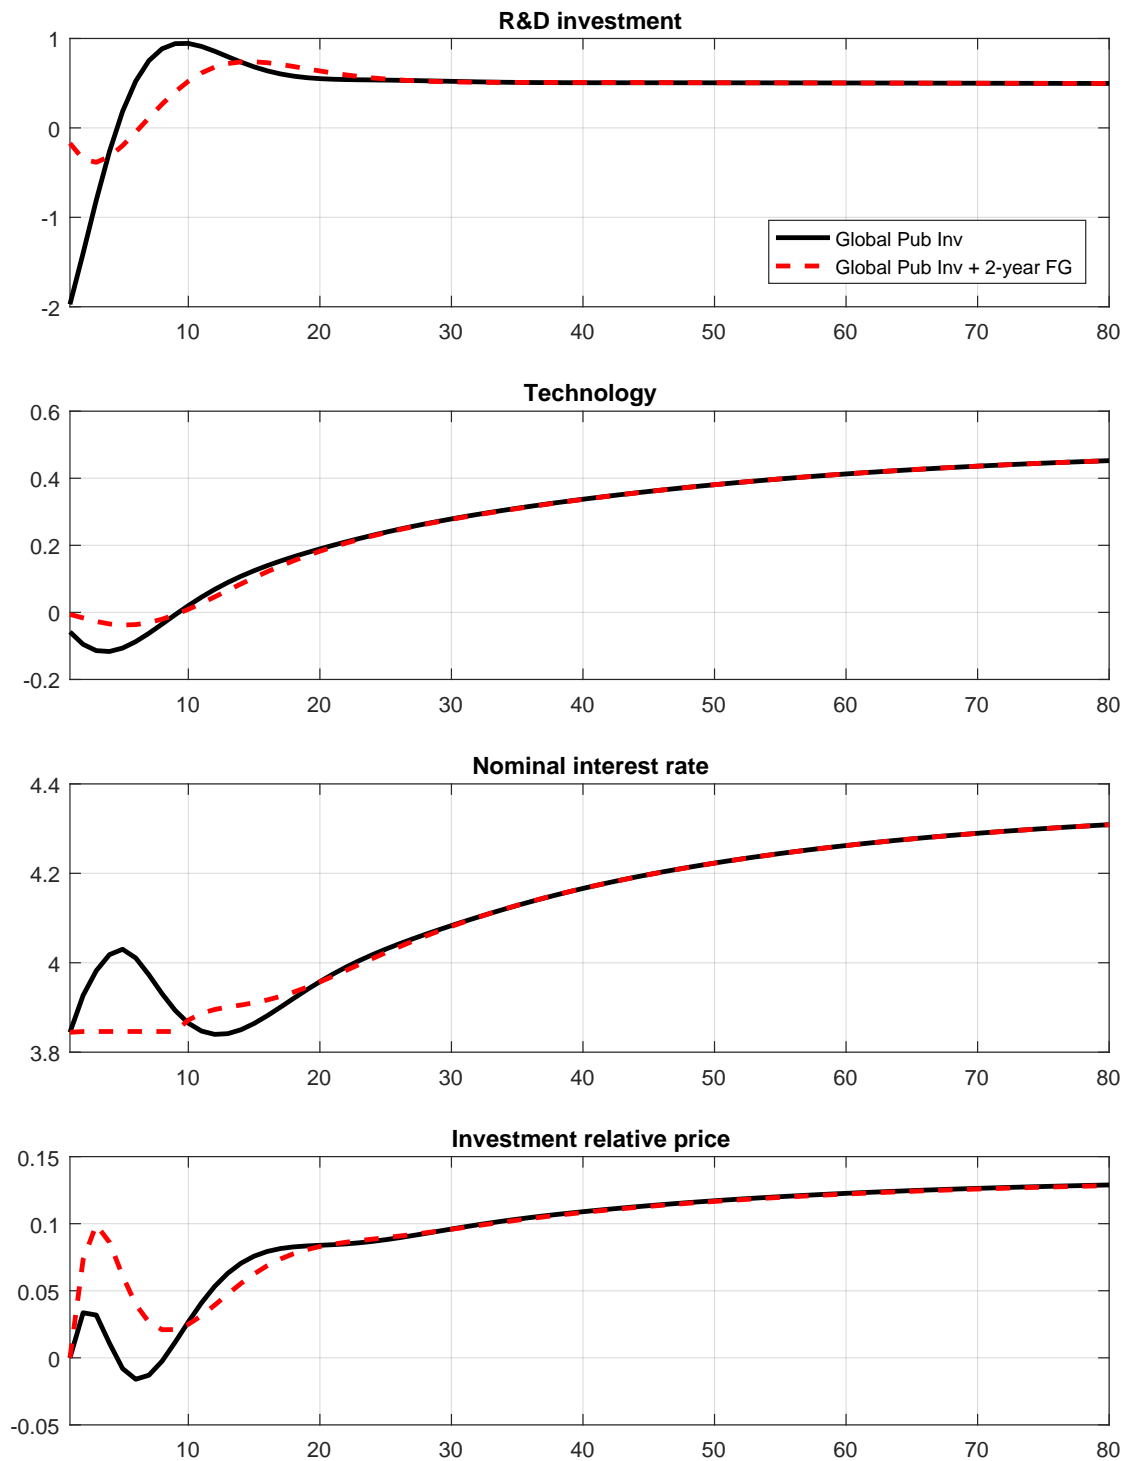 R&D investment
1
0
-1
-2
Global Pub Inv
Global Pub Inv + 2-year FG
10 20 30 40 50 60 70 80
Technology
0.6
0.4
0.2
0
-0.2
10 20 30 40 50 60 70 80
Nominal interest rate
4.4
4.2
4
3.8
10 20 30 40 50 60 70 80
Investment relative price
0.15
0.1
0.05
0
-0.05
10 20 30 40 50 60 70 80